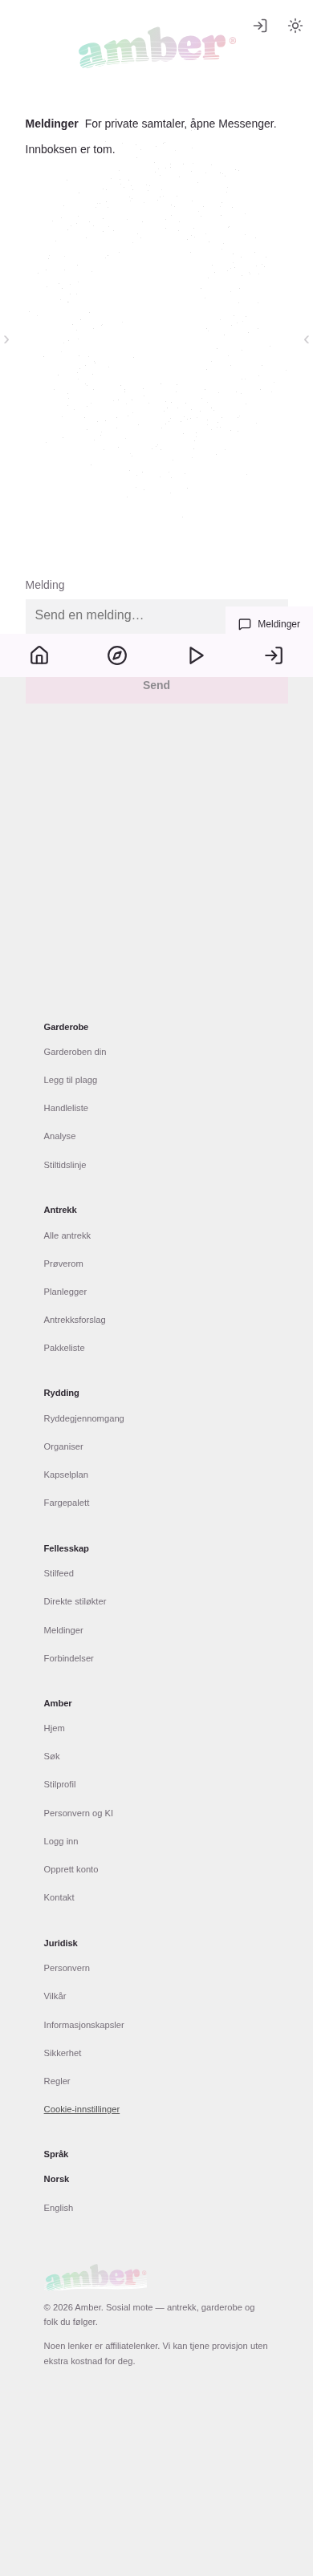 amber
Meldinger For private samtaler, åpne Messenger.
Innboksen er tom.
Melding
Send en melding…
Meldinger
Send
Garderobe
Garderoben din
Legg til plagg
Handleliste
Analyse
Stiltidslinje
Antrekk
Alle antrekk
Prøverom
Planlegger
Antrekksforslag
Pakkeliste
Rydding
Ryddegjennomgang
Organiser
Kapselplan
Fargepalett
Fellesskap
Stilfeed
Direkte stiløkter
Meldinger
Forbindelser
Amber
Hjem
Søk
Stilprofil
Personvern og KI
Logg inn
Opprett konto
Kontakt
Juridisk
Personvern
Vilkår
Informasjonskapsler
Sikkerhet
Regler
Cookie-innstillinger
Språk
Norsk
English
amber
© 2026 Amber. Sosial mote — antrekk, garderobe og
folk du følger.
Noen lenker er affiliatelenker. Vi kan tjene provisjon uten
ekstra kostnad for deg.